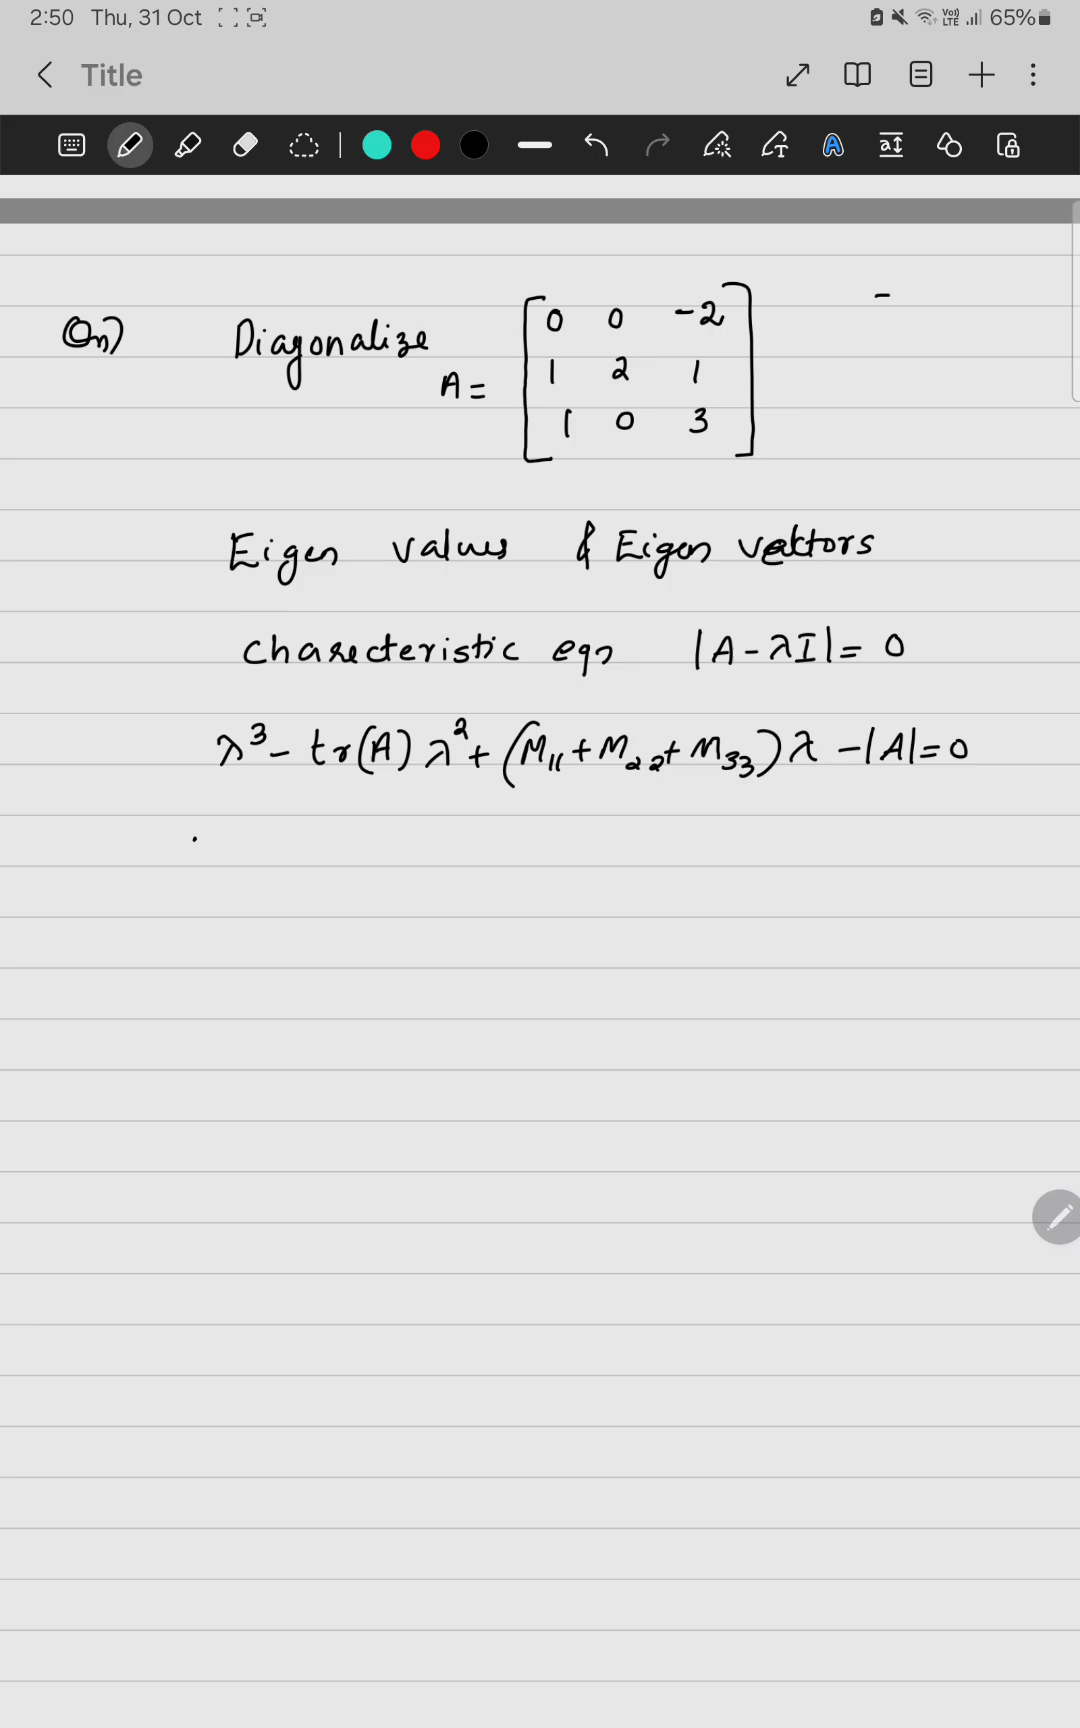 2:50 Thu, 31 Oct 65%
Title
Qn) Diagonalize A = [0 0 -2
1 2 1
1 0 3]
Eigen values & Eigen vectors
charecteristic eqn |A-λI|= 0
λ³- tr(A) λ²+ (M₁₁+M₂₂+M₃₃)λ -|A|=0